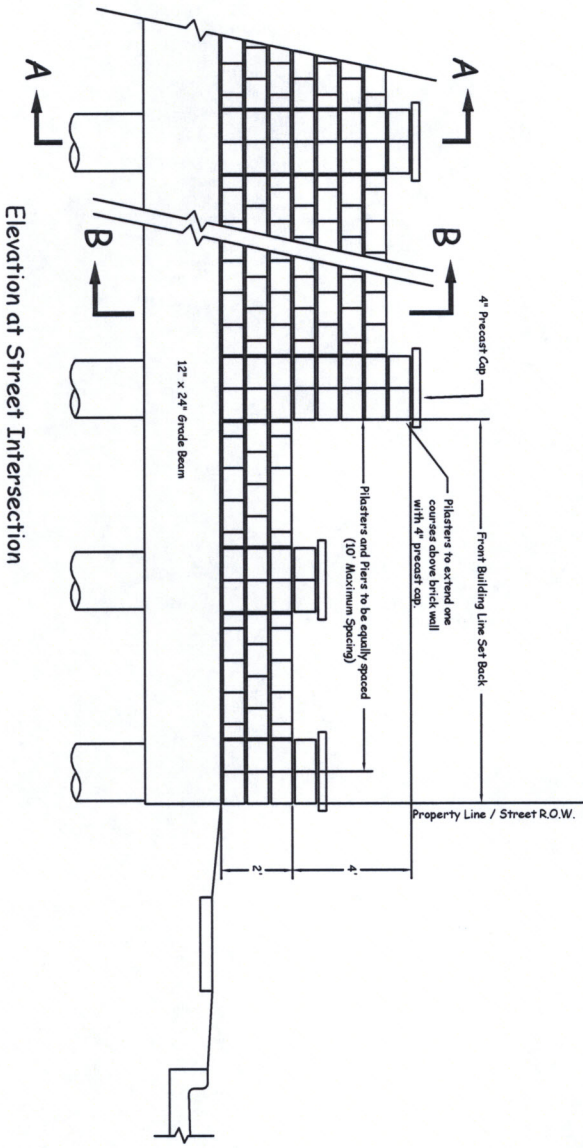 A
A
B
B
4" Precast Cap
Front Building Line Set Back
Pilasters to extend one
courses above brick wall
with 4" precast cap.
Pilasters and Piers to be equally spaced
(10' Maximum Spacing)
Property Line / Street R.O.W.
4'
2'
12" x 24" Grade Beam
Elevation at Street Intersection